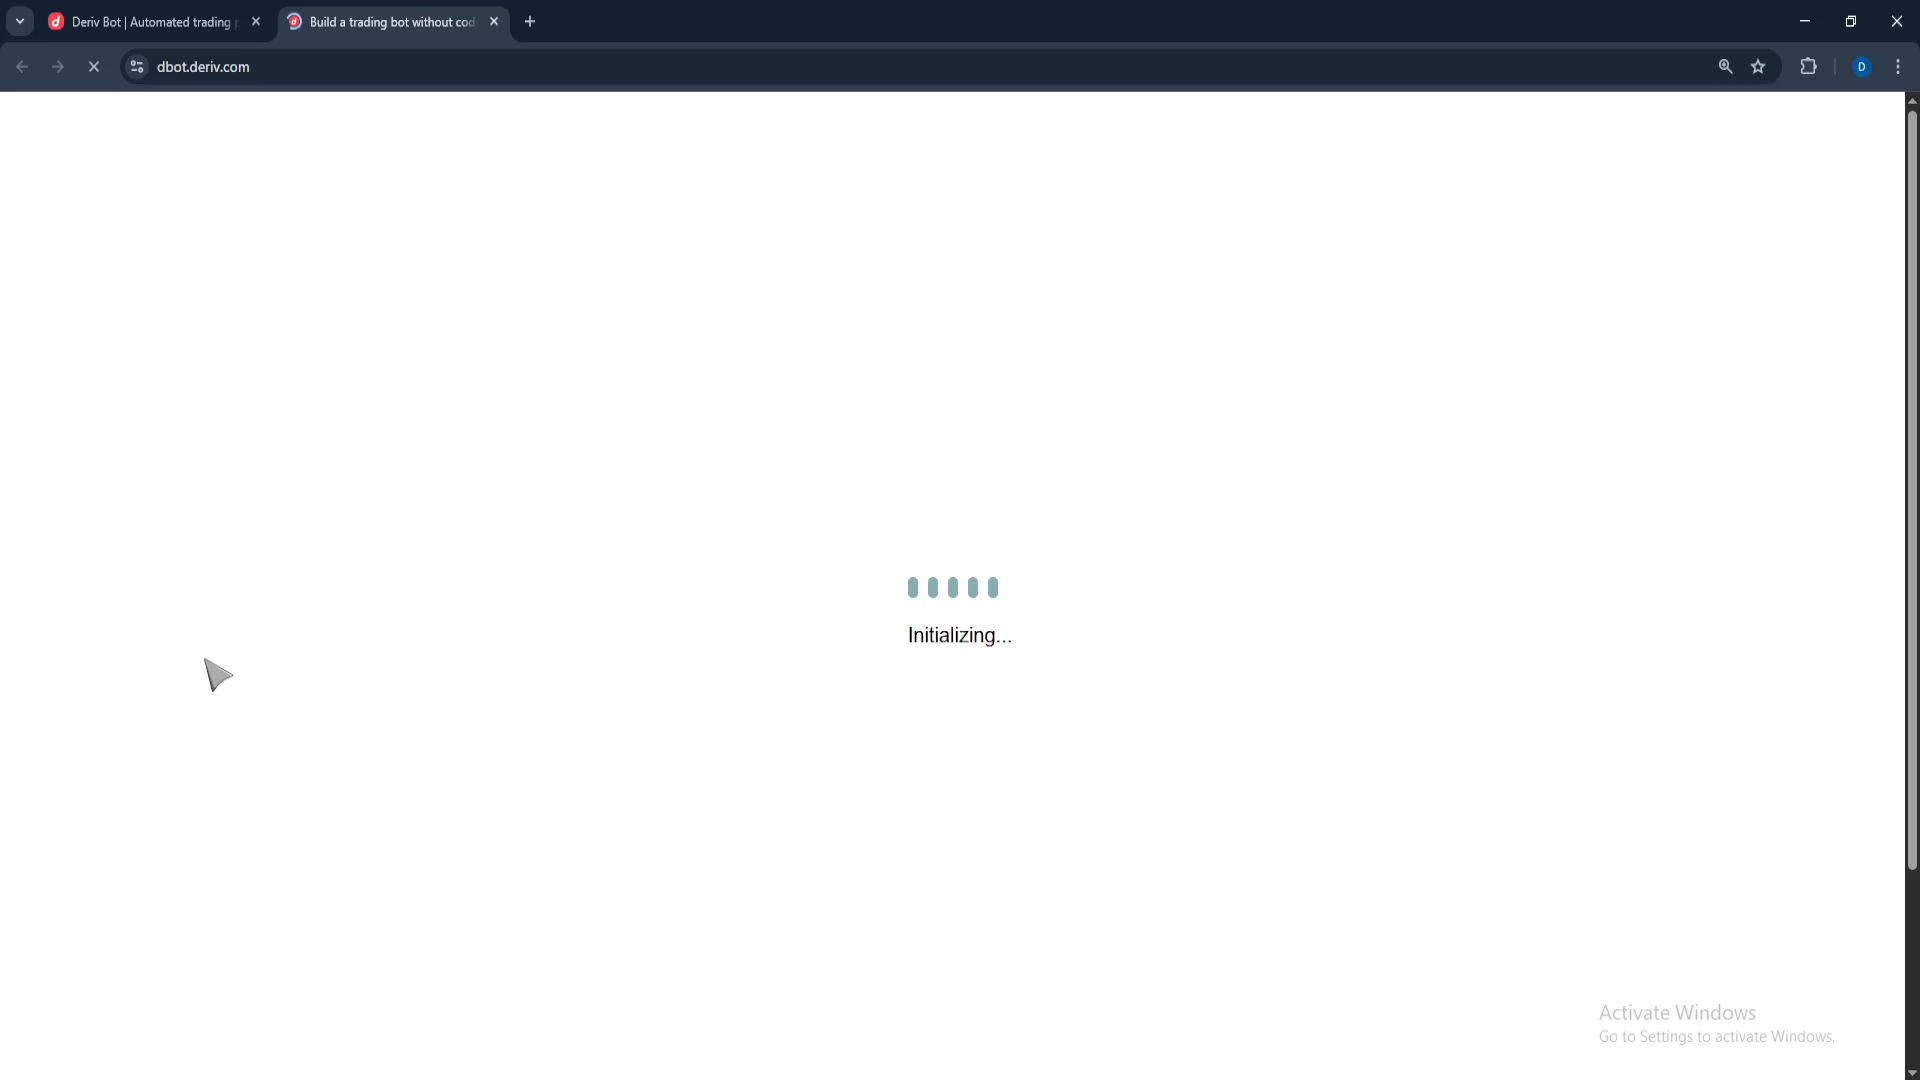 Deriv Bot | Automated trading
Build a trading bot without cod
dbot.deriv.com
D
Initializing...
Activate Windows
Go to Settings to activate Windows.